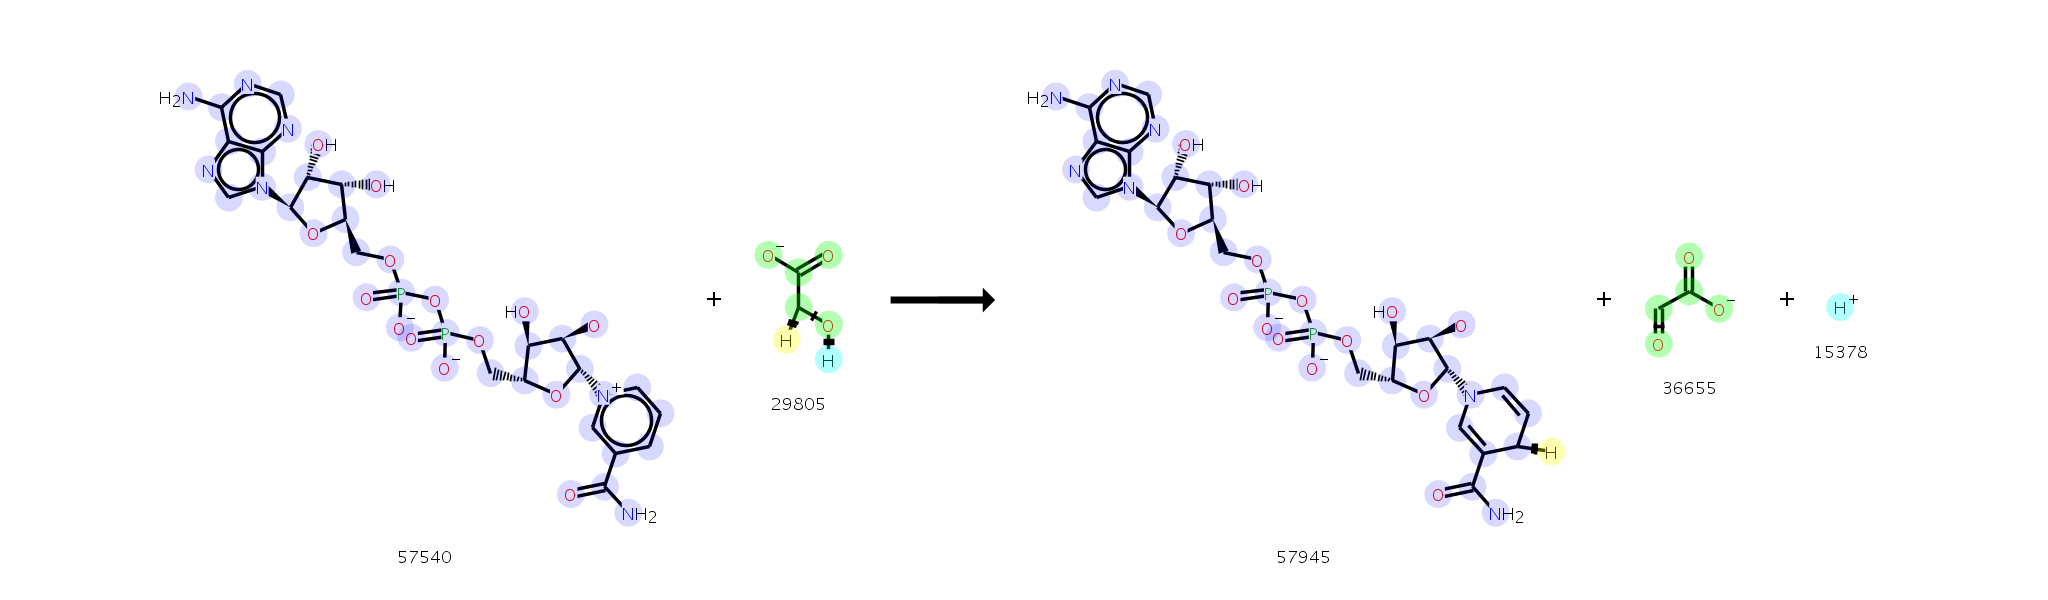 H2N N N N N OH OH O O O P O O− O O P O O− HO O O N+ O NH2
57540
+
O− O O H H
29805
H2N N N N N OH OH O O O P O O− O O P O O− HO O O N H O NH2
57945
+
O O− O
36655
+
H+
15378